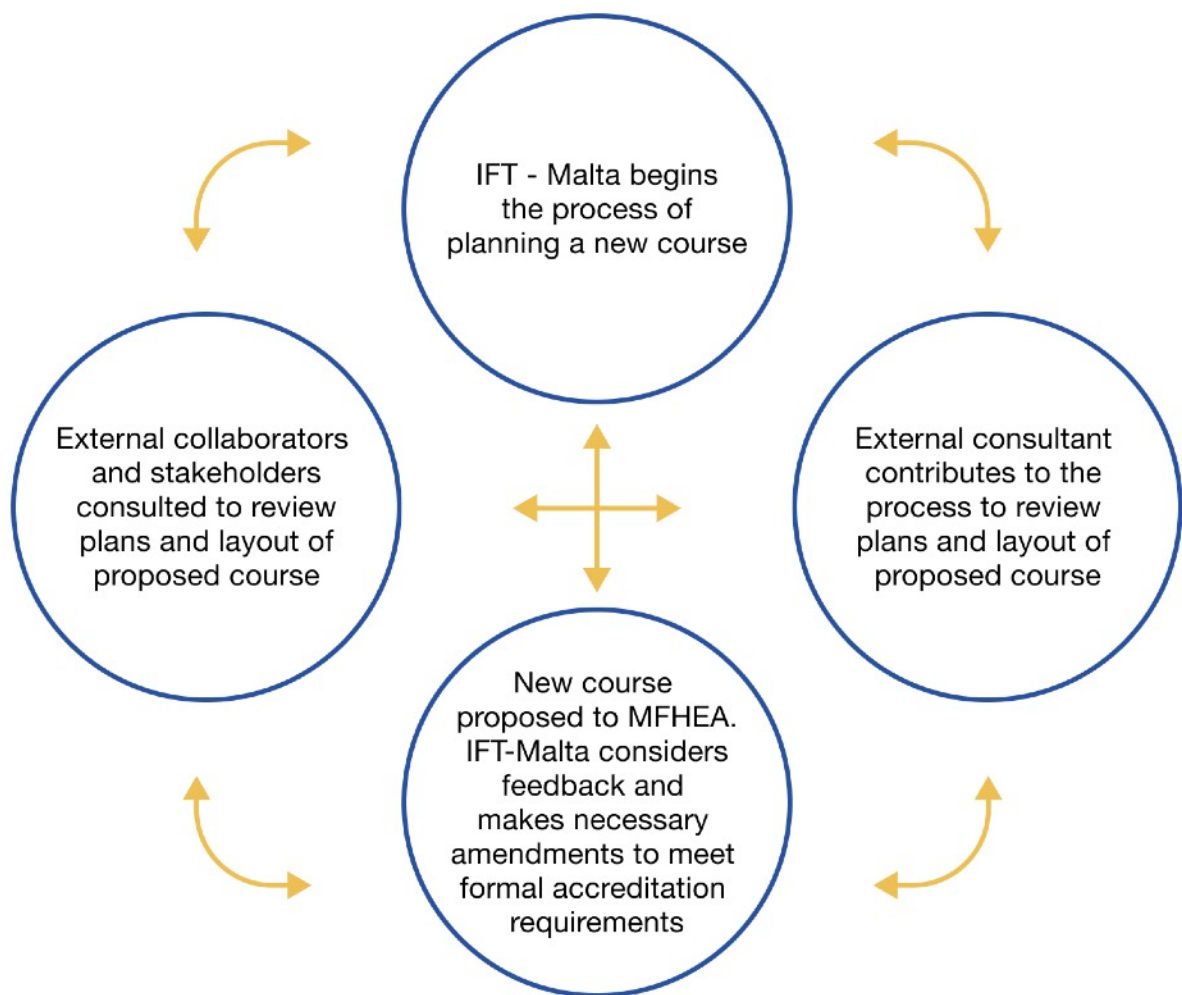 IFT - Malta begins
the process of
planning a new course
External collaborators
and stakeholders
consulted to review
plans and layout of
proposed course
External consultant
contributes to the
process to review
plans and layout of
proposed course
New course
proposed to MFHEA.
IFT-Malta considers
feedback and
makes necessary
amendments to meet
formal accreditation
requirements